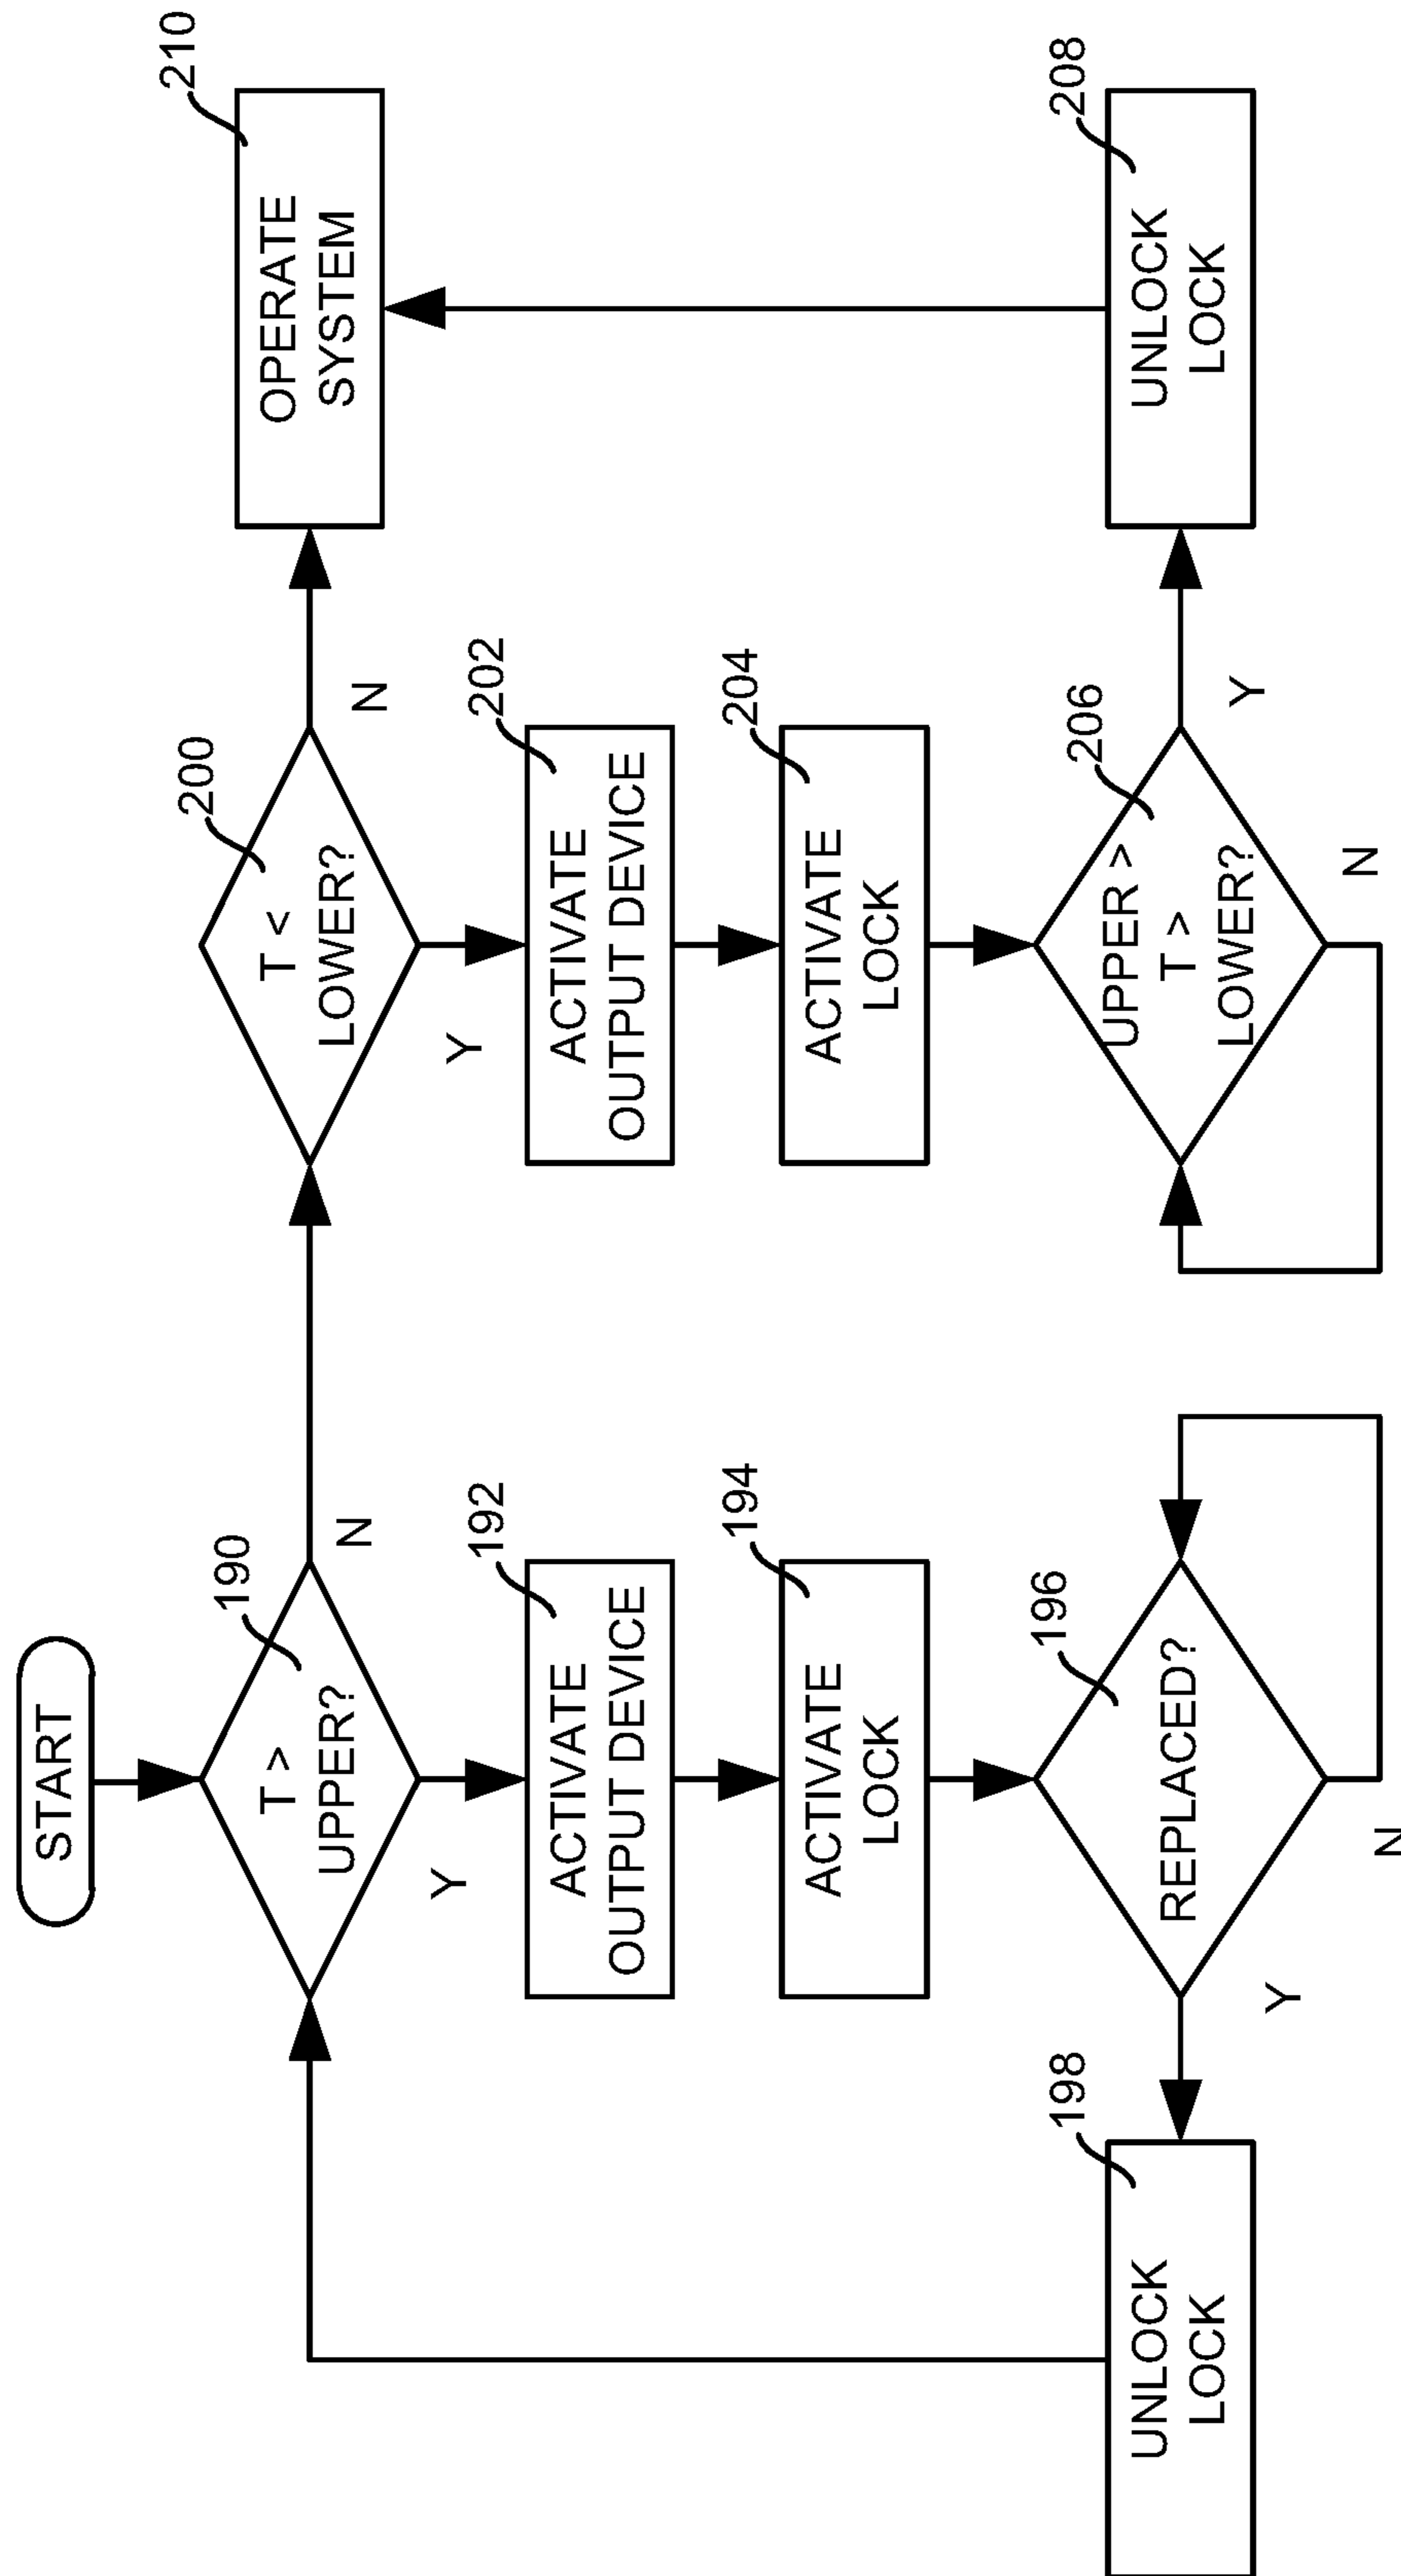 START
190
T >
UPPER?
Y
N
192
ACTIVATE
OUTPUT DEVICE
194
ACTIVATE
LOCK
196
REPLACED?
Y
N
198
UNLOCK
LOCK
200
T <
LOWER?
Y
N
202
ACTIVATE
OUTPUT DEVICE
204
ACTIVATE
LOCK
206
UPPER >
T >
LOWER?
Y
N
208
UNLOCK
LOCK
210
OPERATE
SYSTEM